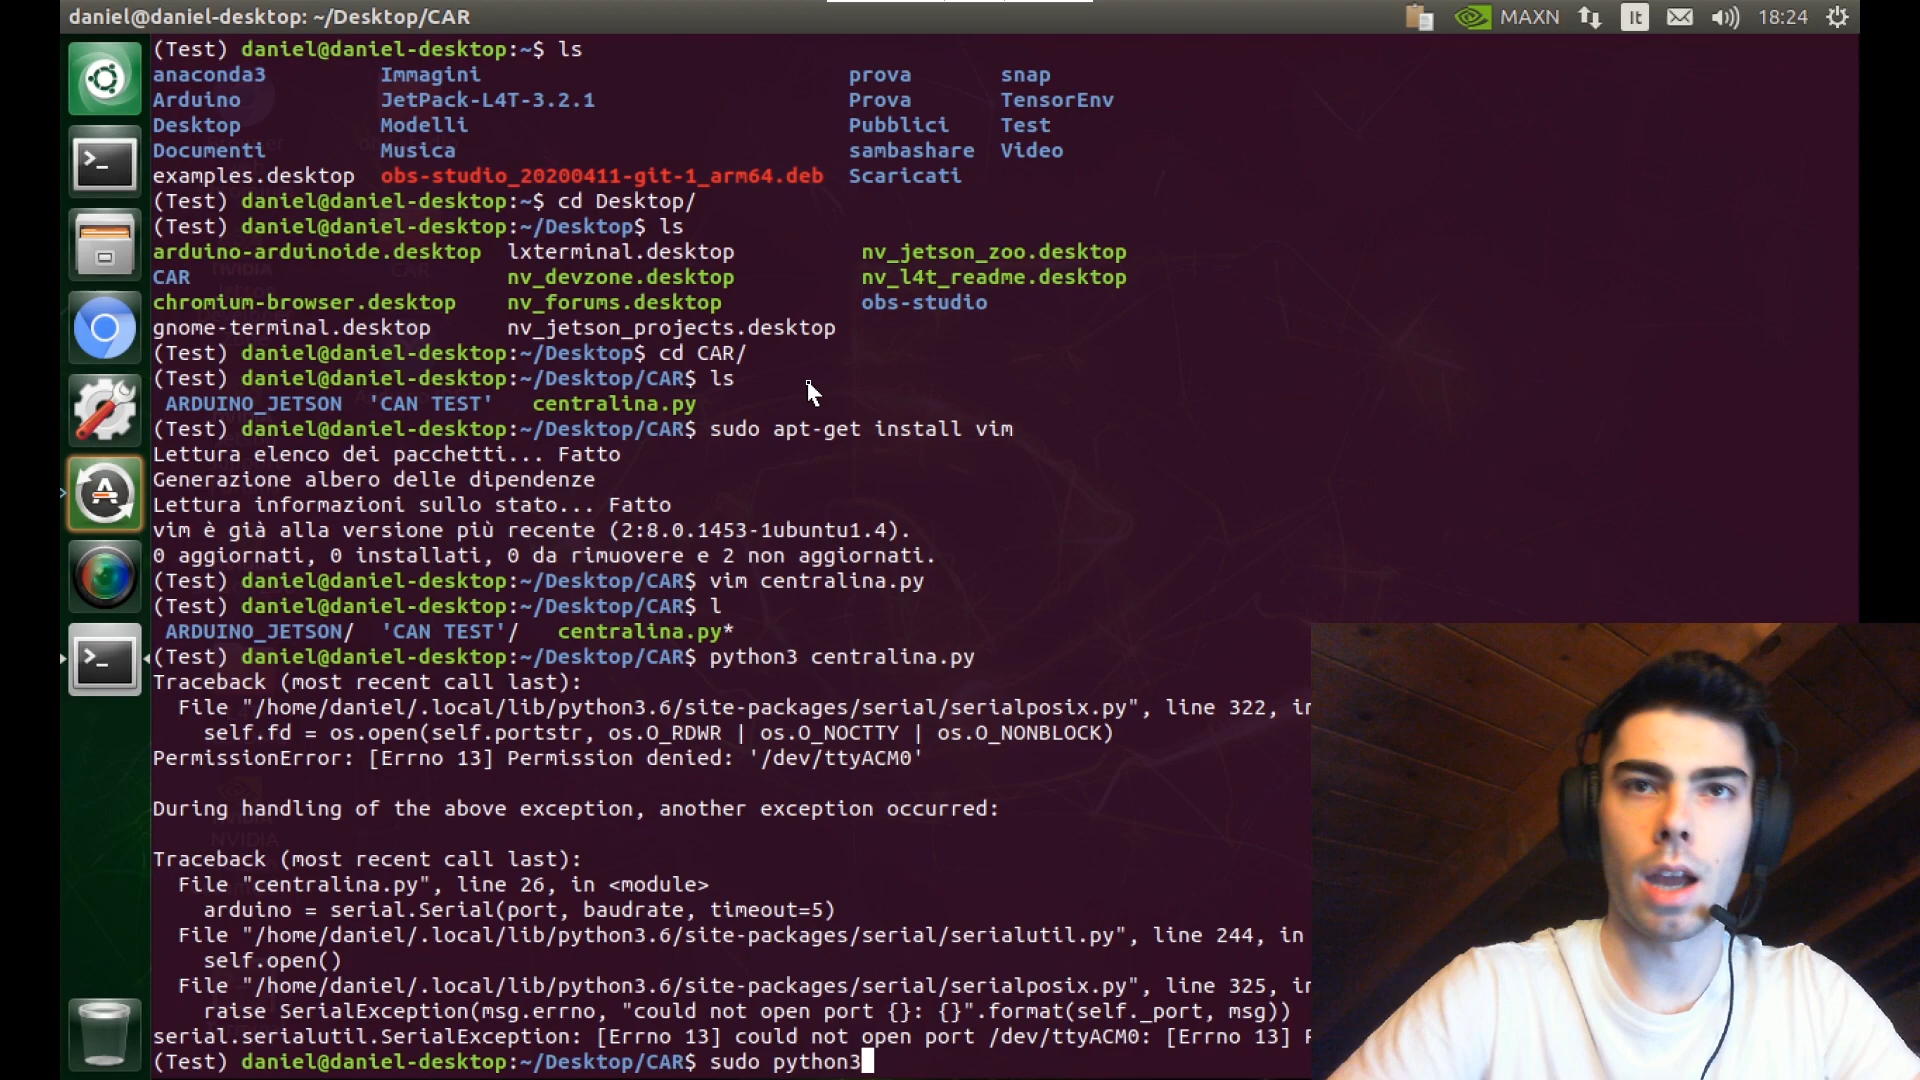 daniel@daniel-desktop: ~/Desktop/CAR
MAXN It 18:24
(Test) daniel@daniel-desktop:~$ ls
anaconda3 Immagini prova snap
Arduino JetPack-L4T-3.2.1 Prova TensorEnv
Desktop Modelli Pubblici Test
Documenti Musica sambashare Video
examples.desktop obs-studio_20200411-git-1_arm64.deb Scaricati
(Test) daniel@daniel-desktop:~$ cd Desktop/
(Test) daniel@daniel-desktop:~/Desktop$ ls
arduino-arduinoide.desktop lxterminal.desktop nv_jetson_zoo.desktop
CAR nv_devzone.desktop nv_l4t_readme.desktop
chromium-browser.desktop nv_forums.desktop obs-studio
gnome-terminal.desktop nv_jetson_projects.desktop
(Test) daniel@daniel-desktop:~/Desktop$ cd CAR/
(Test) daniel@daniel-desktop:~/Desktop/CAR$ ls
ARDUINO_JETSON 'CAN TEST' centralina.py
(Test) daniel@daniel-desktop:~/Desktop/CAR$ sudo apt-get install vim
Lettura elenco dei pacchetti... Fatto
Generazione albero delle dipendenze
Lettura informazioni sullo stato... Fatto
vim è già alla versione più recente (2:8.0.1453-1ubuntu1.4).
0 aggiornati, 0 installati, 0 da rimuovere e 2 non aggiornati.
(Test) daniel@daniel-desktop:~/Desktop/CAR$ vim centralina.py
(Test) daniel@daniel-desktop:~/Desktop/CAR$ l
ARDUINO_JETSON/ 'CAN TEST'/ centralina.py*
(Test) daniel@daniel-desktop:~/Desktop/CAR$ python3 centralina.py
Traceback (most recent call last):
File "/home/daniel/.local/lib/python3.6/site-packages/serial/serialposix.py", line 322, in
self.fd = os.open(self.portstr, os.O_RDWR | os.O_NOCTTY | os.O_NONBLOCK)
PermissionError: [Errno 13] Permission denied: '/dev/ttyACM0'
During handling of the above exception, another exception occurred:
Traceback (most recent call last):
File "centralina.py", line 26, in <module>
arduino = serial.Serial(port, baudrate, timeout=5)
File "/home/daniel/.local/lib/python3.6/site-packages/serial/serialutil.py", line 244, in
self.open()
File "/home/daniel/.local/lib/python3.6/site-packages/serial/serialposix.py", line 325, in
raise SerialException(msg.errno, "could not open port {}: {}".format(self._port, msg))
serial.serialutil.SerialException: [Errno 13] could not open port /dev/ttyACM0: [Errno 13]
(Test) daniel@daniel-desktop:~/Desktop/CAR$ sudo python3